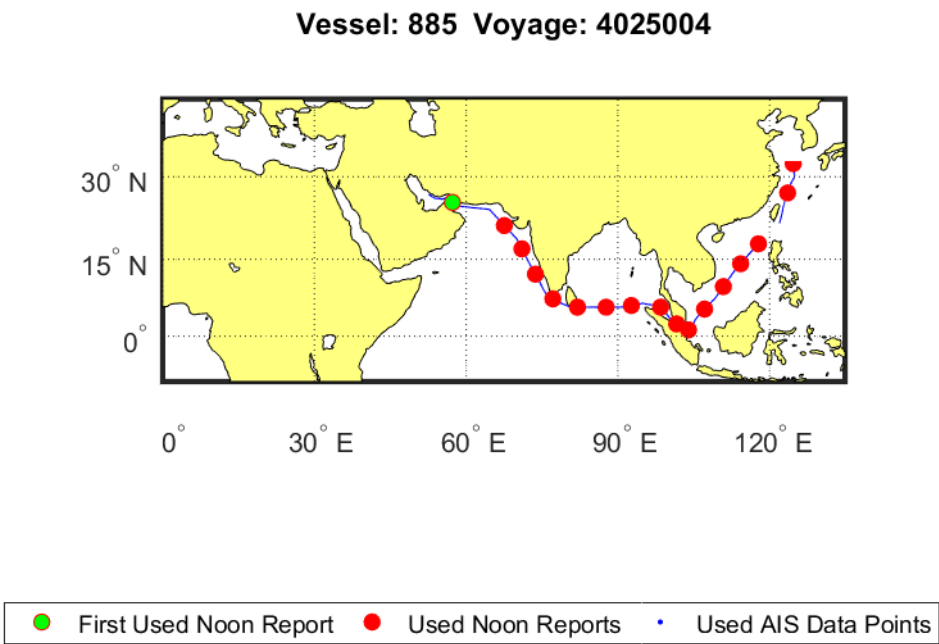 Vessel: 885 Voyage: 4025004
30° N
15° N
0°
0° 30° E 60° E 90° E 120° E
First Used Noon Report Used Noon Reports Used AIS Data Points